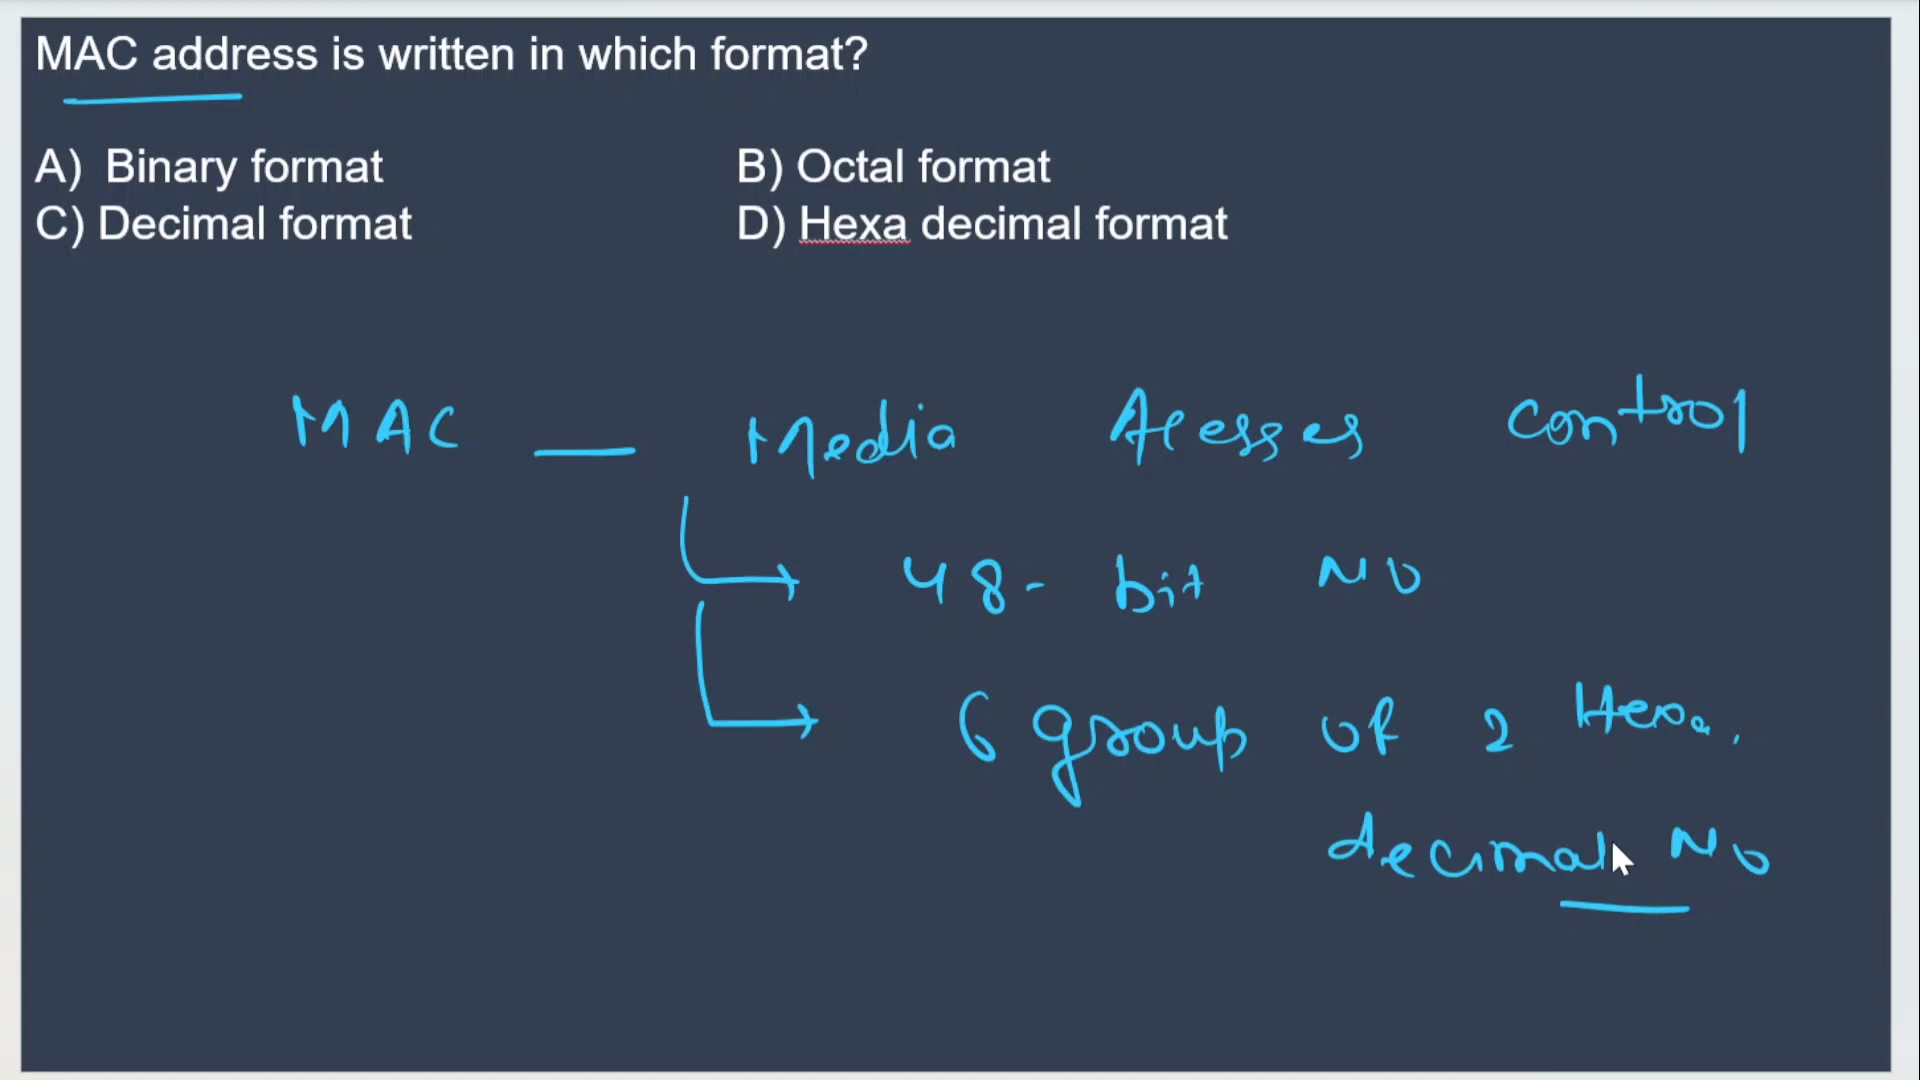 MAC address is written in which format?
A) Binary format B) Octal format
C) Decimal format D) Hexa decimal format
MAC — Media Acesses control
48- bit No
6 group of 2 Hexa.
decimal No